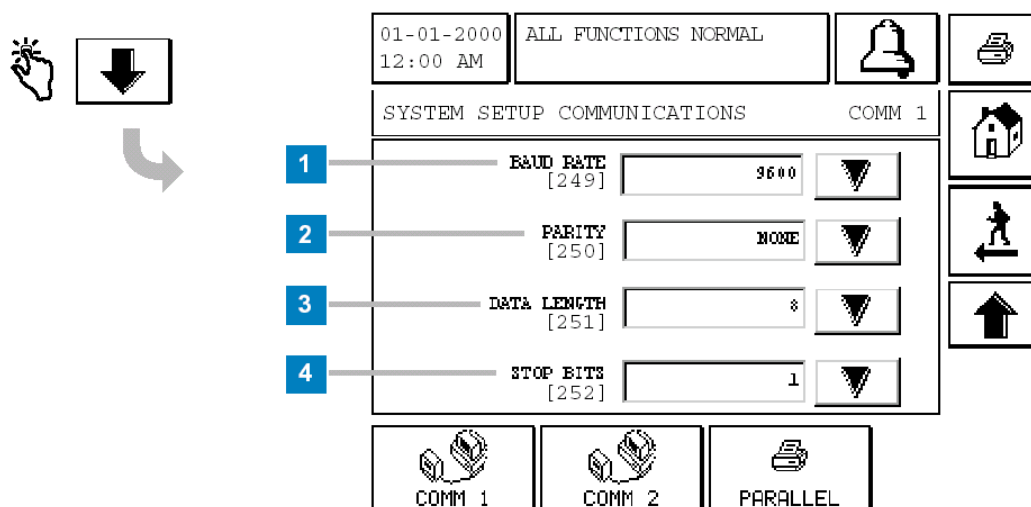 01-01-2000
12:00 AM
ALL FUNCTIONS NORMAL
SYSTEM SETUP COMMUNICATIONS COMM 1
1 BAUD RATE
[249]
9600
2 PARITY
[250]
NONE
3 DATA LENGTH
[251]
8
4 STOP BITS
[252]
1
COMM 1
COMM 2
PARALLEL